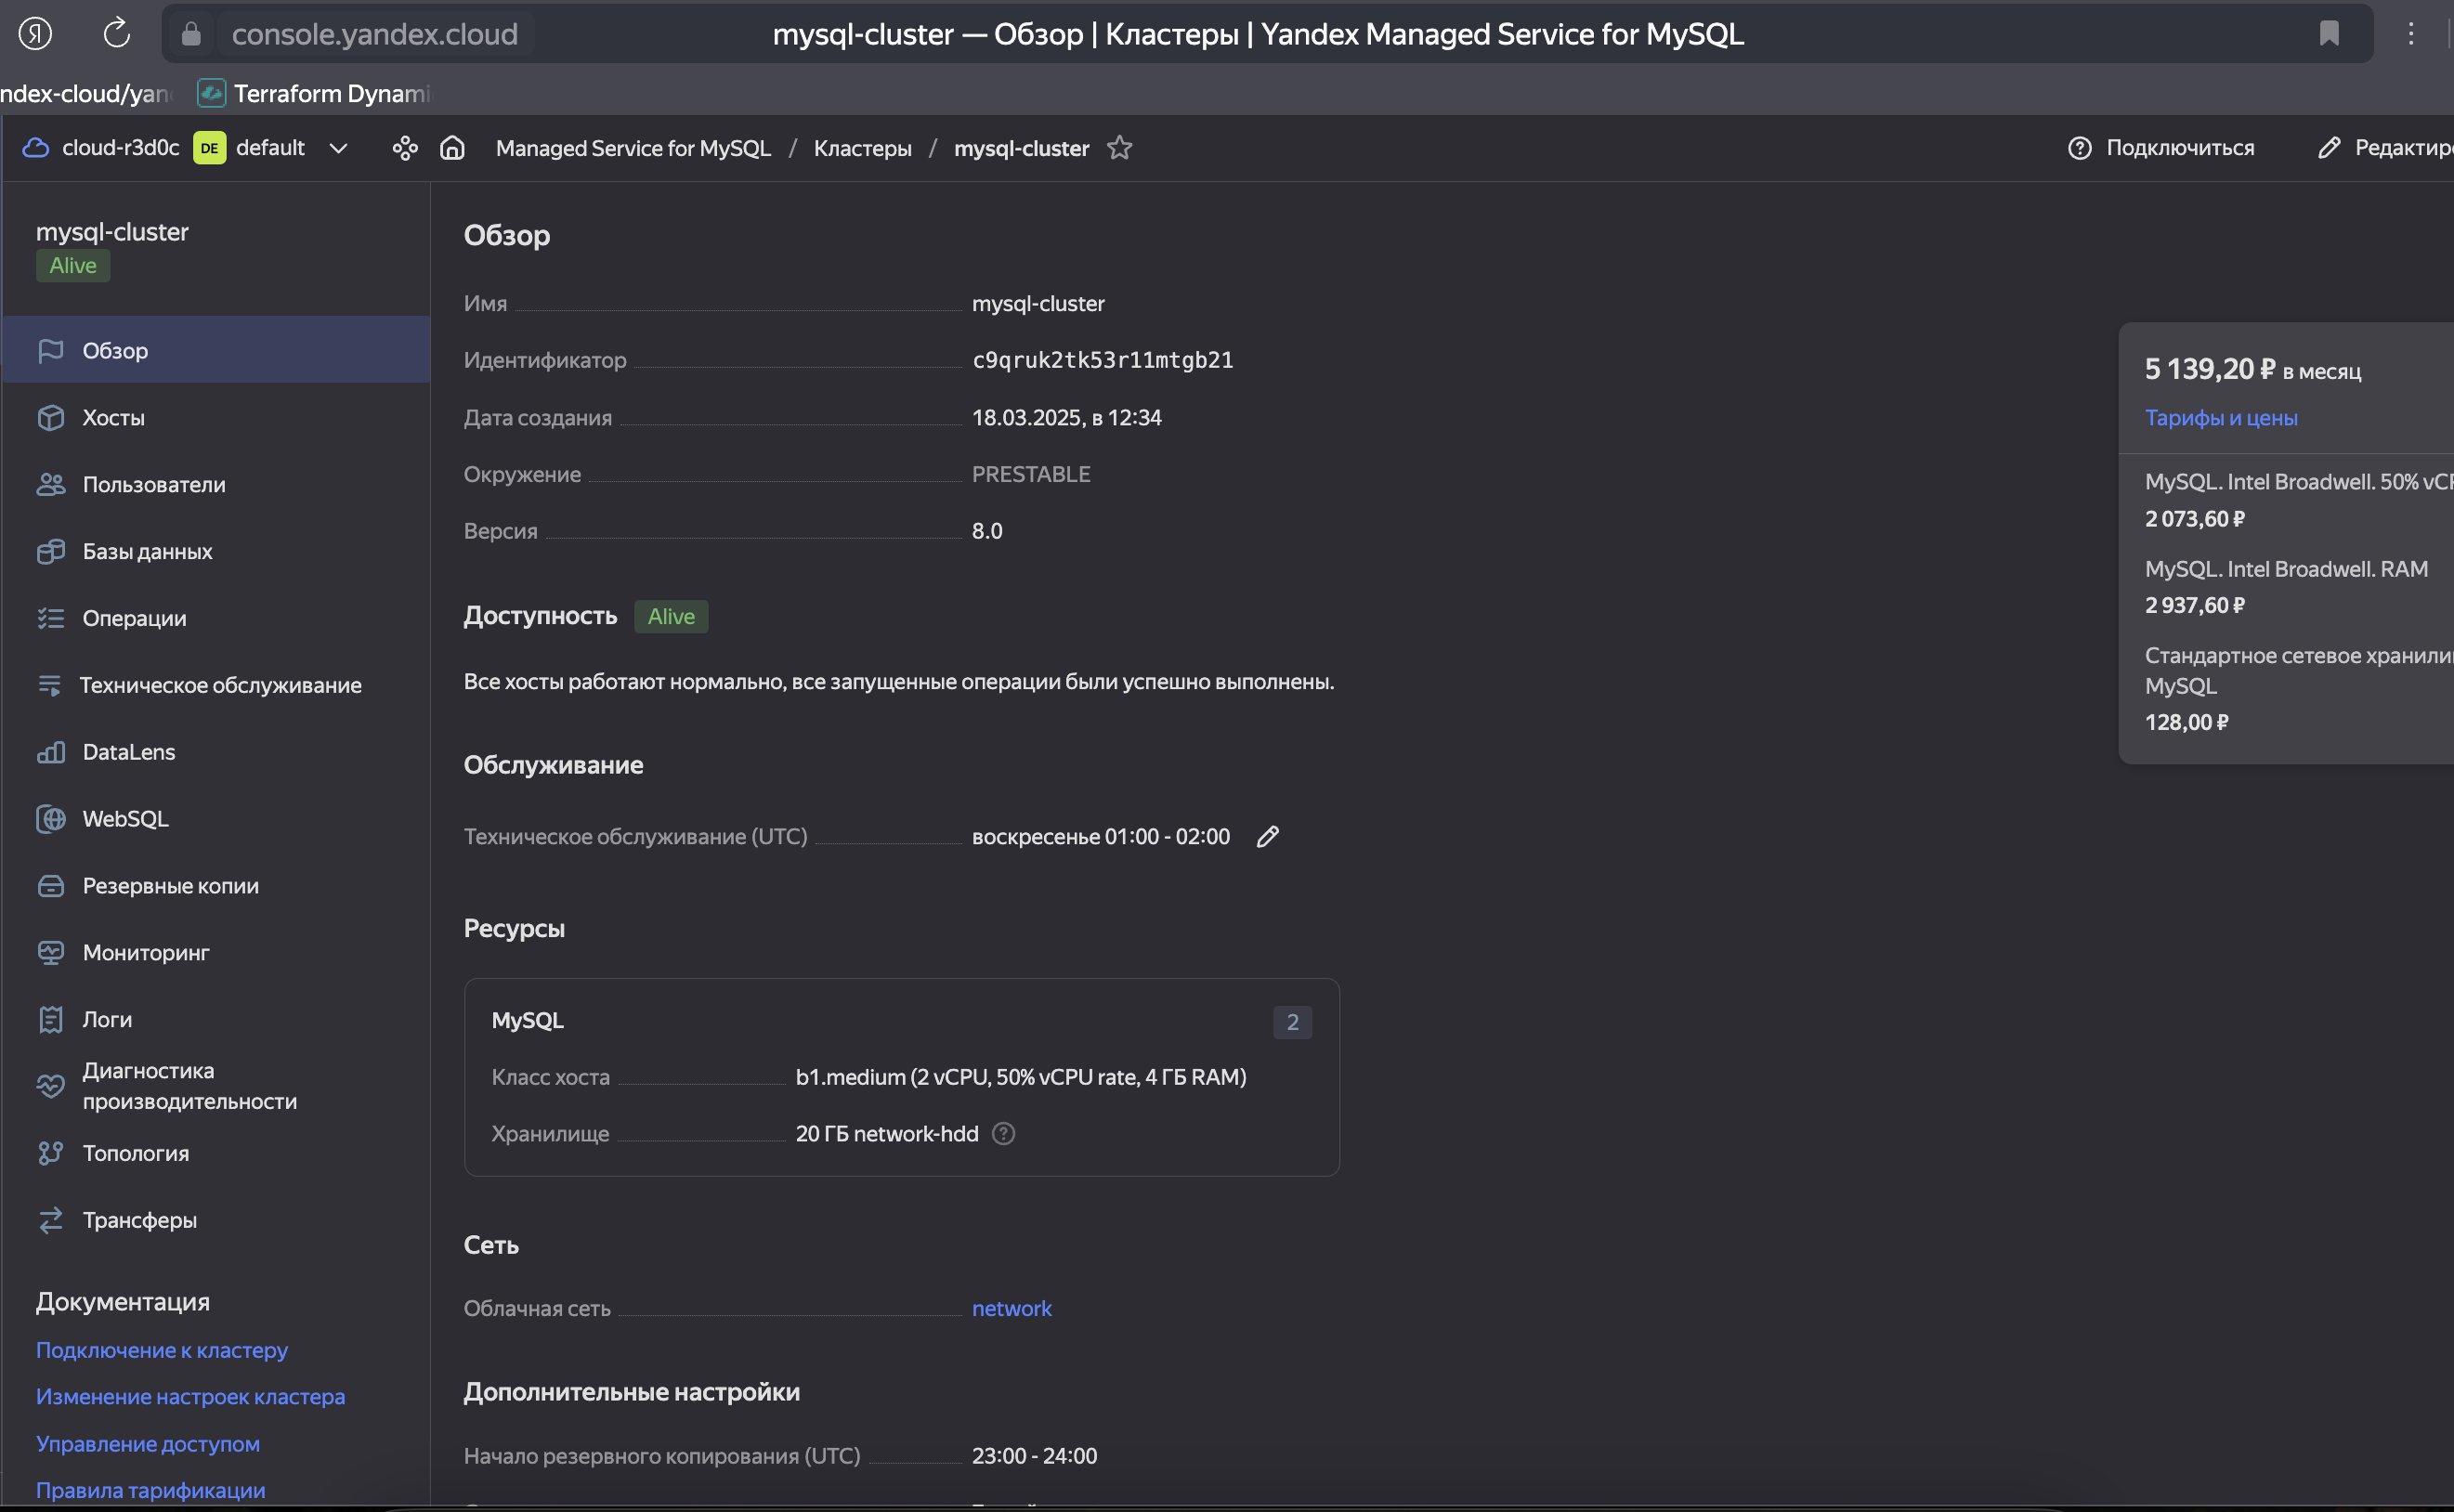 Я
console.yandex.cloud
mysql-cluster — Обзор | Кластеры | Yandex Managed Service for MySQL
ndex-cloud/yan
Terraform Dynami
cloud-r3d0c DE default
Managed Service for MySQL / Кластеры / mysql-cluster
Подключиться
Редактир
mysql-cluster
Alive
Обзор
Хосты
Пользователи
Базы данных
Операции
Техническое обслуживание
DataLens
WebSQL
Резервные копии
Мониторинг
Логи
Диагностика
производительности
Топология
Трансферы
Документация
Подключение к кластеру
Изменение настроек кластера
Управление доступом
Правила тарификации
Обзор
Имя mysql-cluster
Идентификатор c9qruk2tk53r11mtgb21
Дата создания 18.03.2025, в 12:34
Окружение PRESTABLE
Версия 8.0
Доступность Alive
Все хосты работают нормально, все запущенные операции были успешно выполнены.
Обслуживание
Техническое обслуживание (UTC) воскресенье 01:00 - 02:00
Ресурсы
MySQL 2
Класс хоста b1.medium (2 vCPU, 50% vCPU rate, 4 ГБ RAM)
Хранилище 20 ГБ network-hdd
Сеть
Облачная сеть network
Дополнительные настройки
Начало резервного копирования (UTC) 23:00 - 24:00
5 139,20 ₽ в месяц
Тарифы и цены
MySQL. Intel Broadwell. 50% vCP
2 073,60 ₽
MySQL. Intel Broadwell. RAM
2 937,60 ₽
Стандартное сетевое хранили
MySQL
128,00 ₽